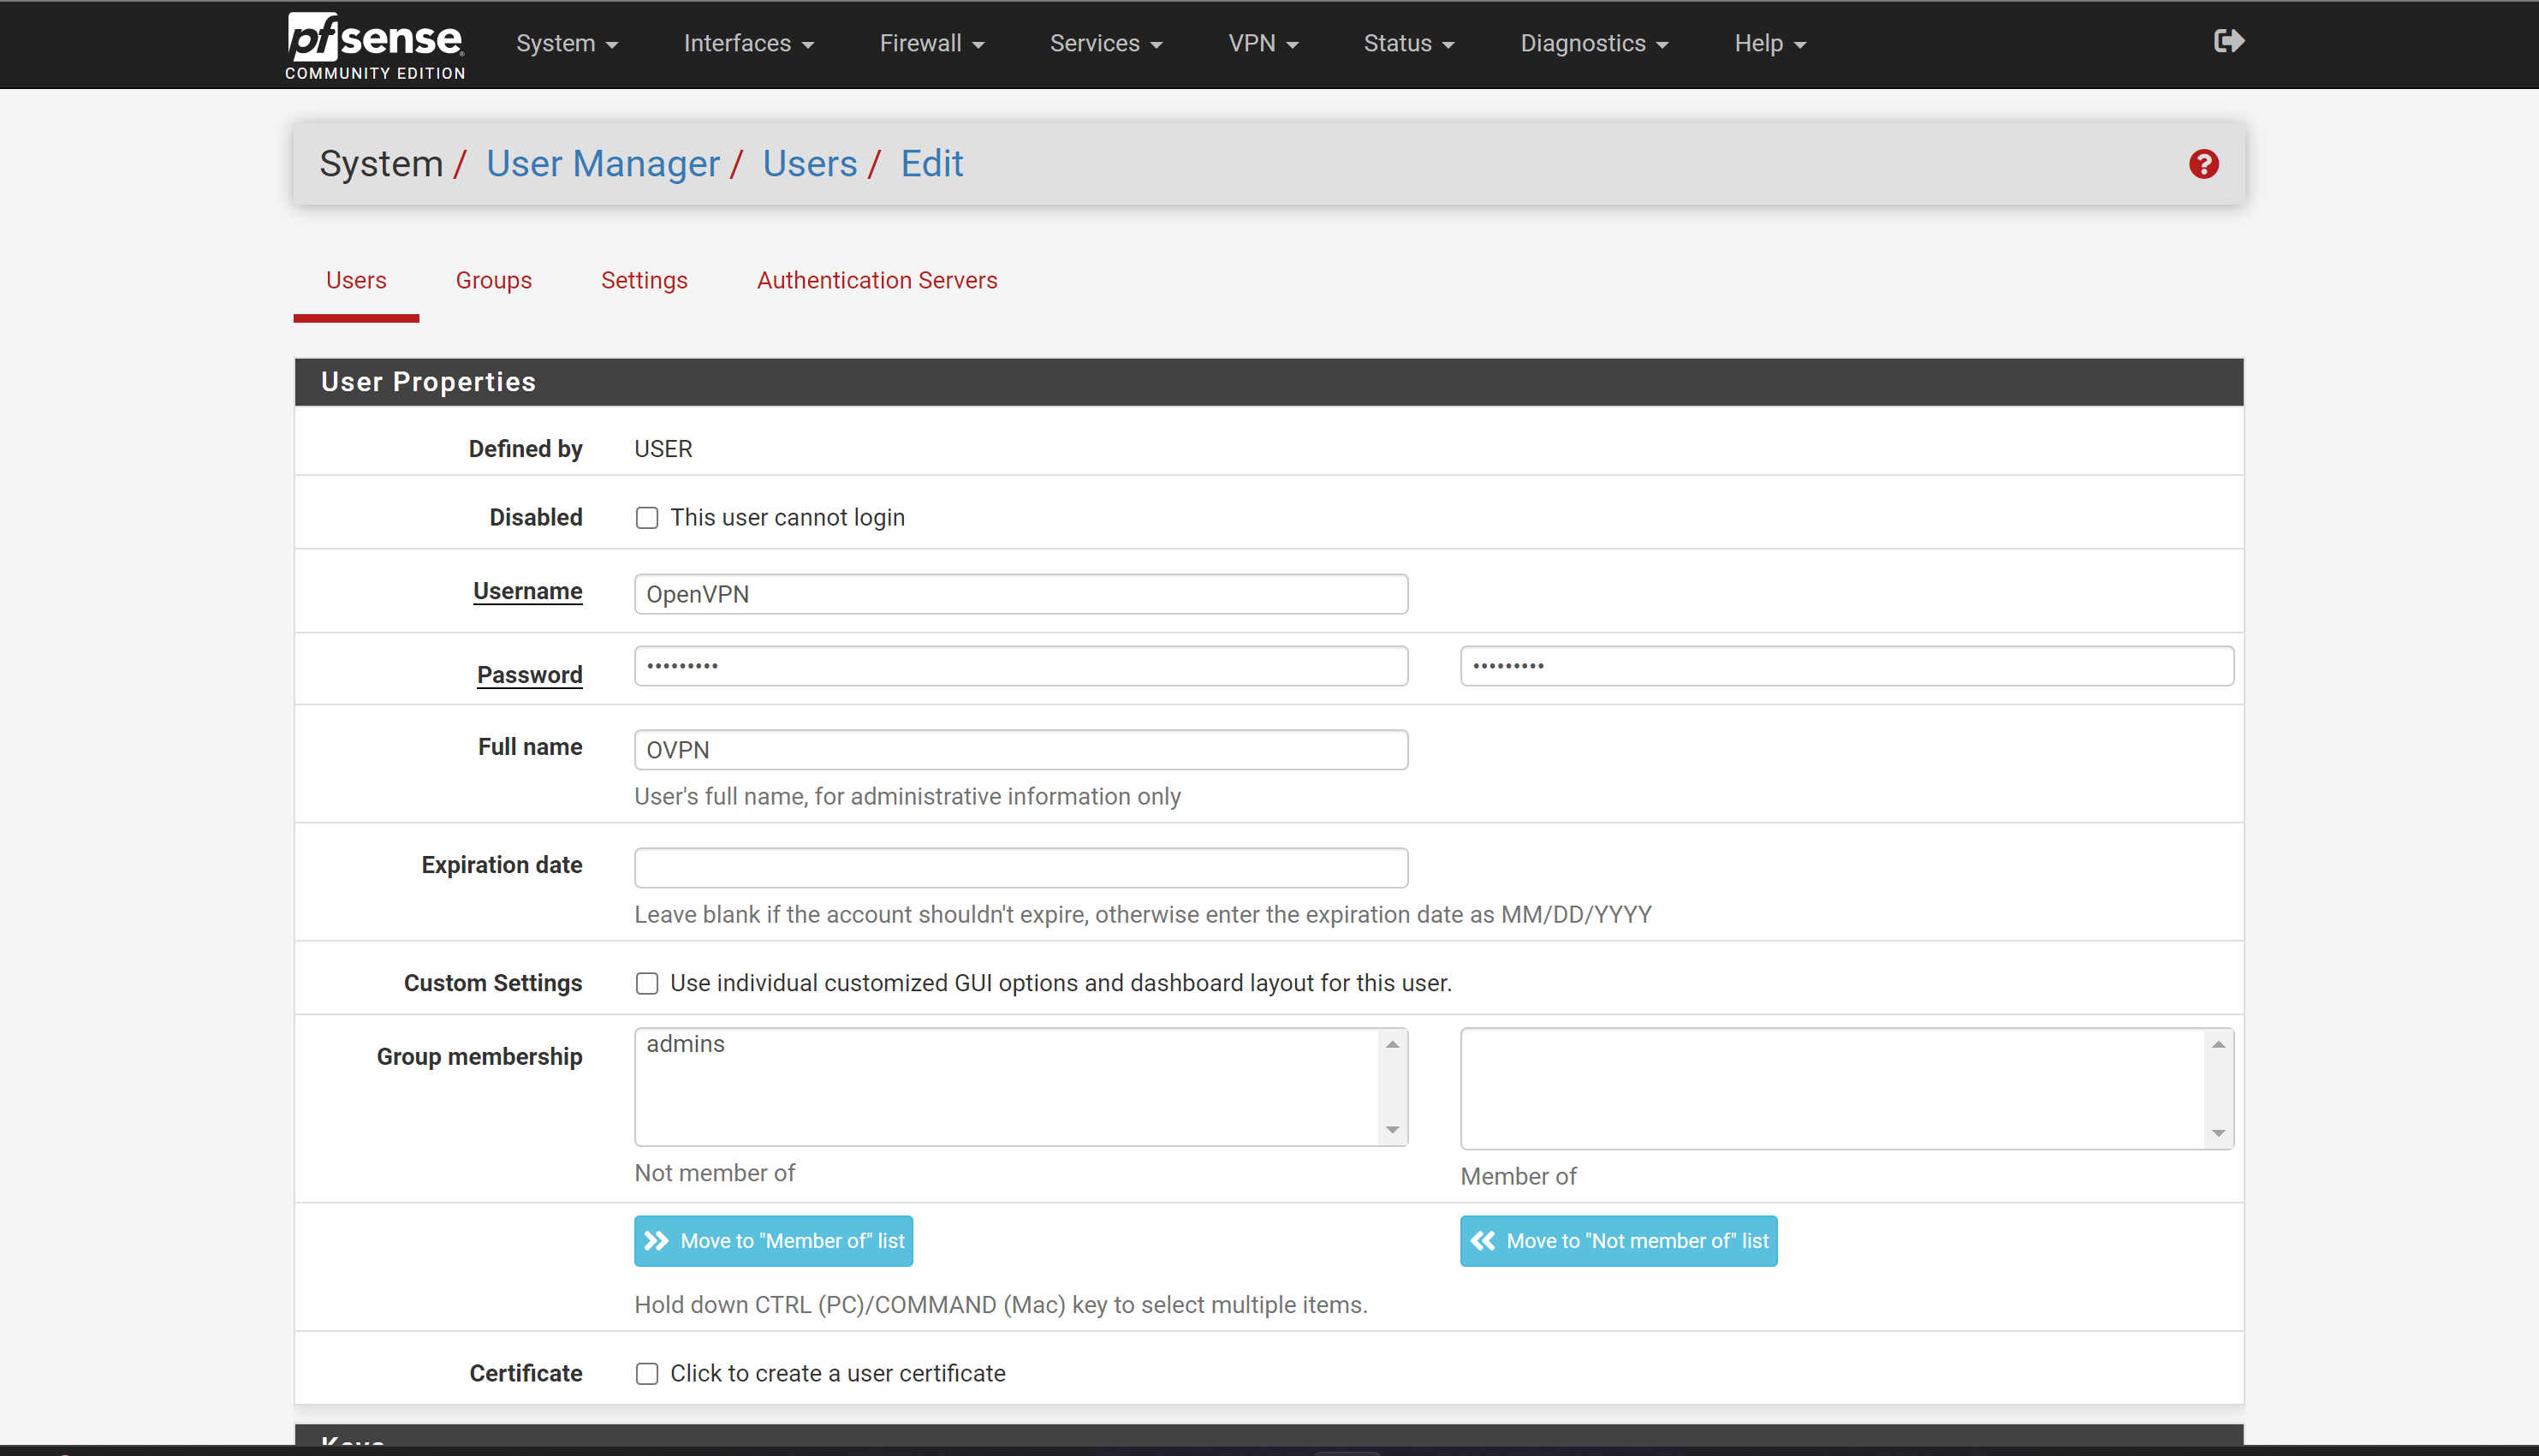 pfsense
COMMUNITY EDITION
System Interfaces Firewall Services VPN Status Diagnostics Help
System / User Manager / Users / Edit
Users Groups Settings Authentication Servers
User Properties
Defined by USER
Disabled This user cannot login
Username OpenVPN
Password ••••••••• •••••••••
Full name OVPN
User's full name, for administrative information only
Expiration date
Leave blank if the account shouldn't expire, otherwise enter the expiration date as MM/DD/YYYY
Custom Settings Use individual customized GUI options and dashboard layout for this user.
Group membership admins
Not member of Member of
Move to "Member of" list Move to "Not member of" list
Hold down CTRL (PC)/COMMAND (Mac) key to select multiple items.
Certificate Click to create a user certificate
Keys